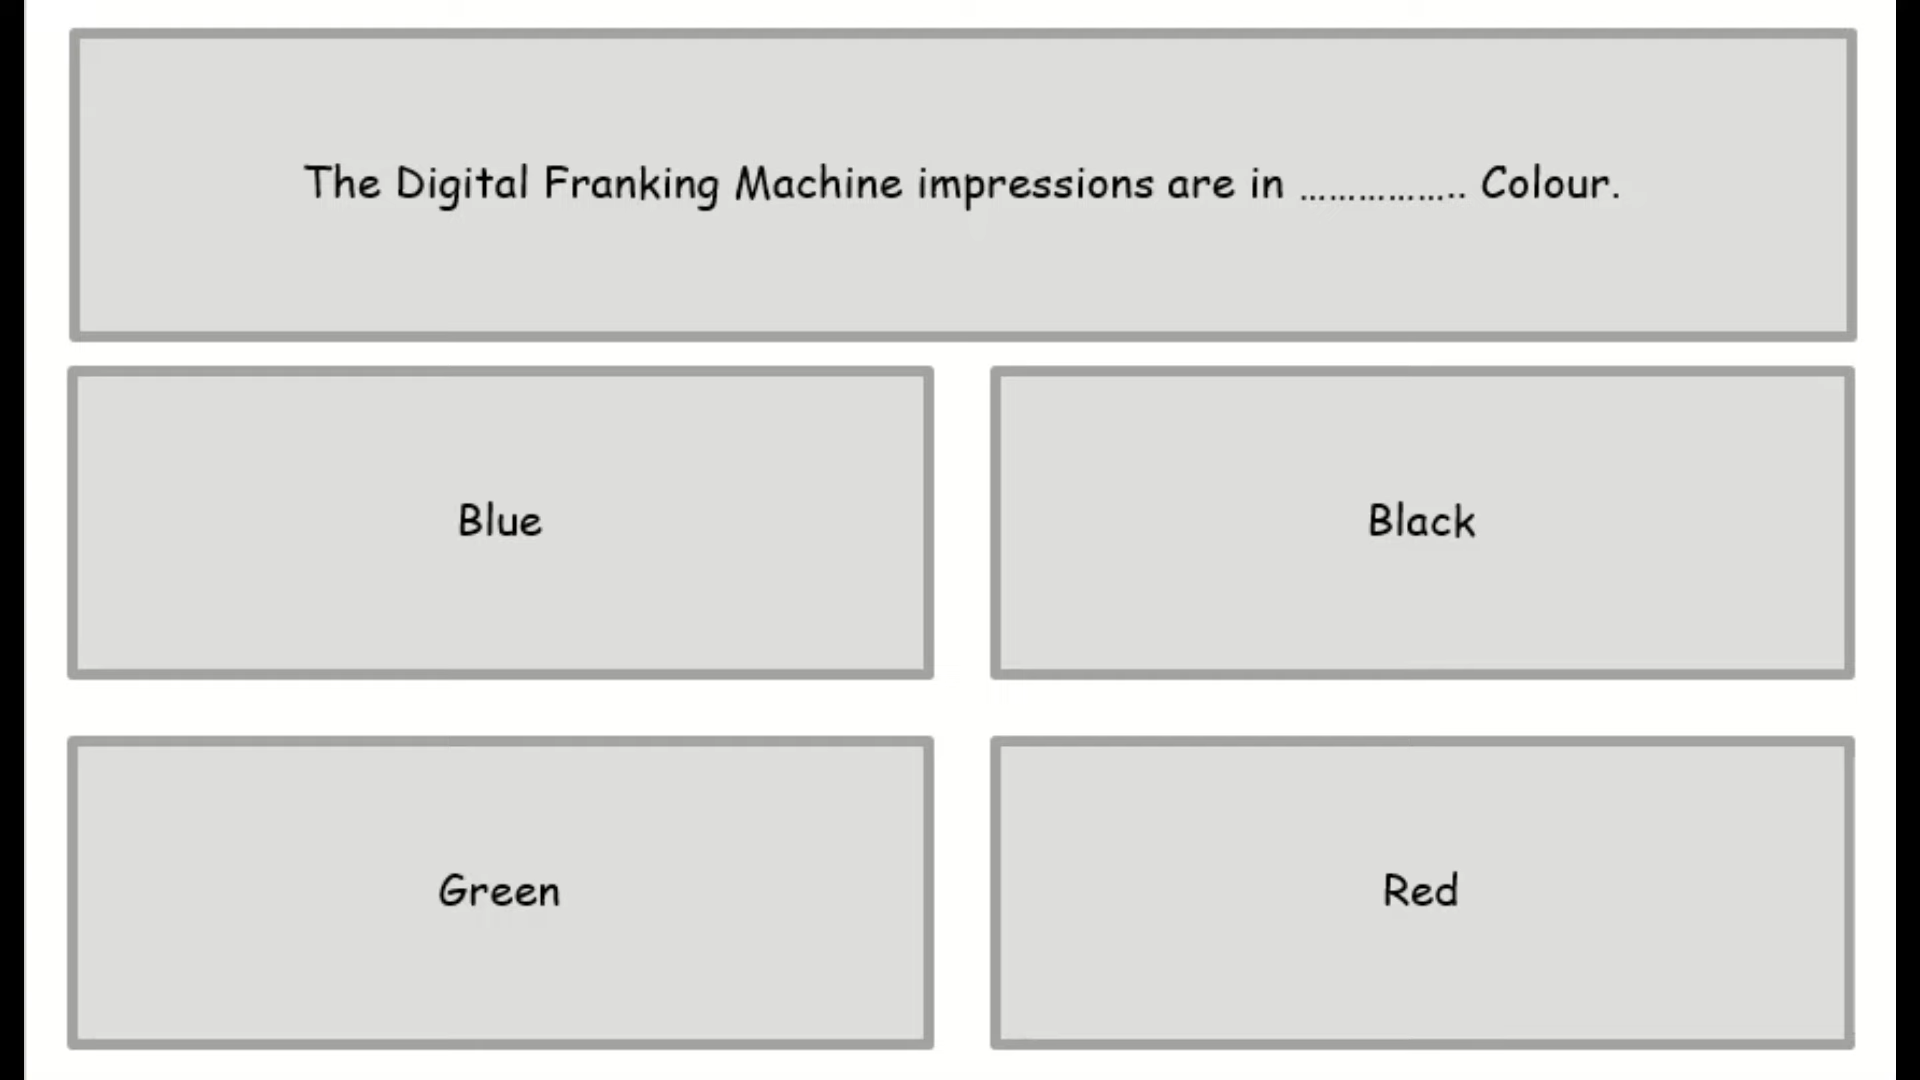 The Digital Franking Machine impressions are in ................. Colour.
Blue
Black
Green
Red